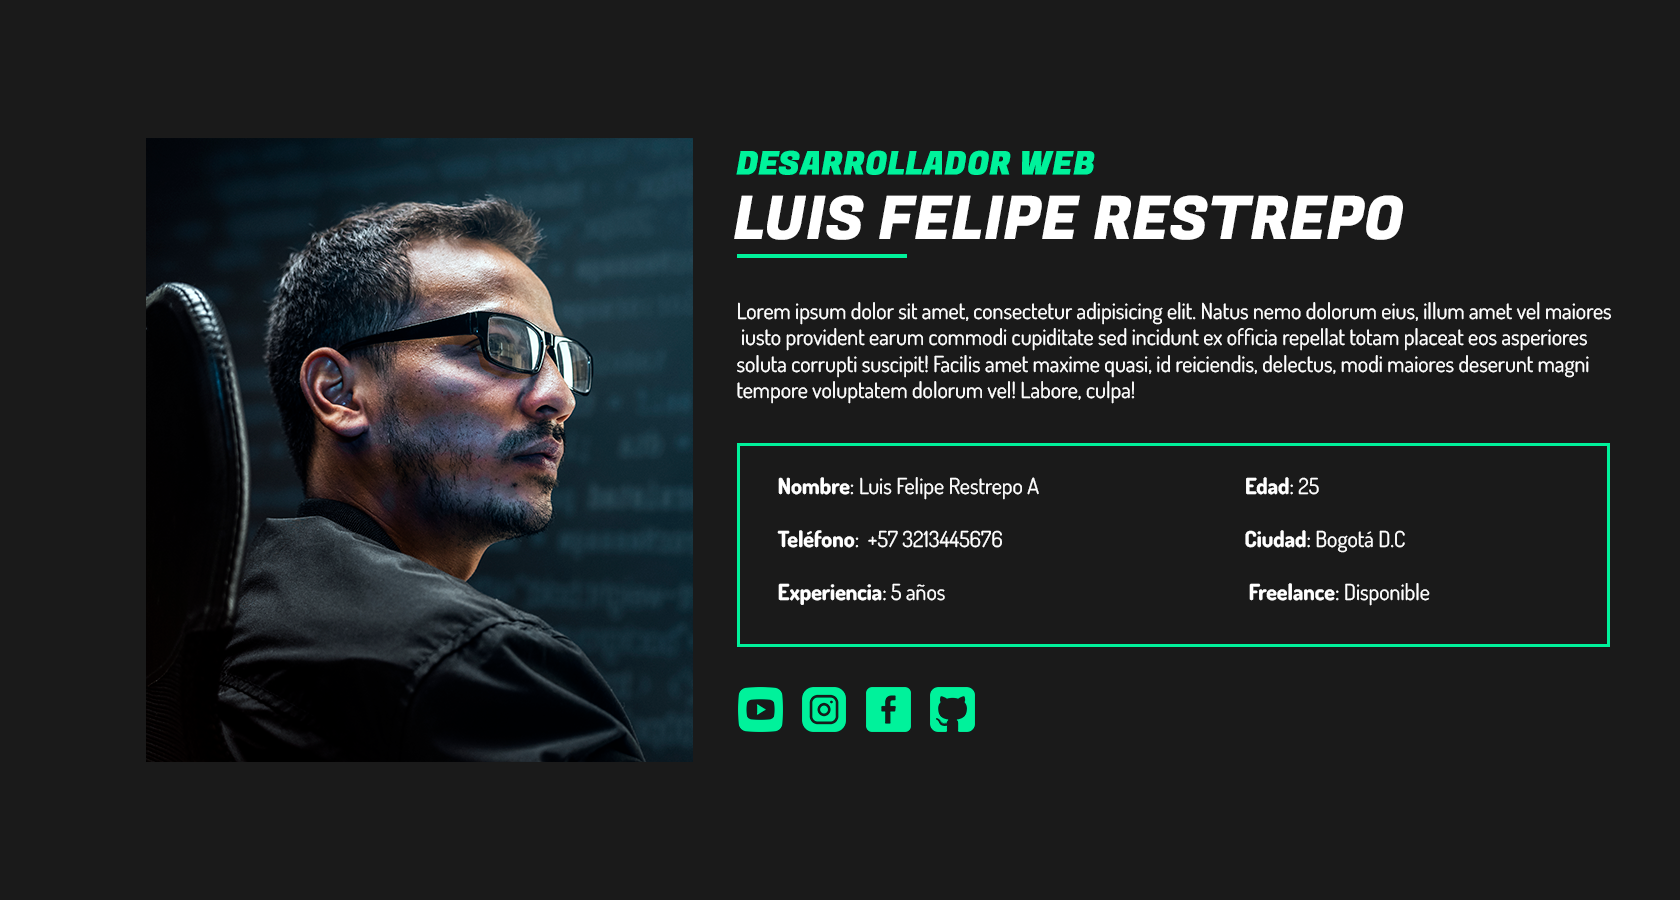 DESARROLLADOR WEB
LUIS FELIPE RESTREPO
Lorem ipsum dolor sit amet, consectetur adipisicing elit. Natus nemo dolorum eius, illum amet vel maiores
iusto provident earum commodi cupiditate sed incidunt ex officia repellat totam placeat eos asperiores
soluta corrupti suscipit! Facilis amet maxime quasi, id reiciendis, delectus, modi maiores deserunt magni
tempore voluptatem dolorum vel! Labore, culpa!
Nombre: Luis Felipe Restrepo A
Edad: 25
Teléfono: +57 3213445676
Ciudad: Bogotá D.C
Experiencia: 5 años
Freelance: Disponible